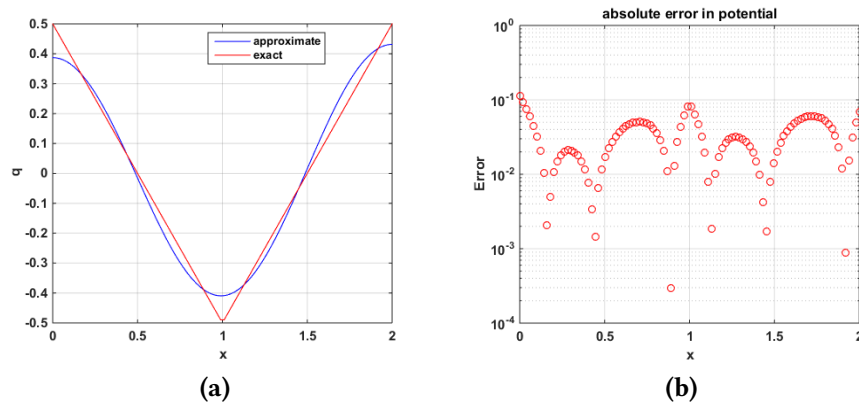 0.5
0.4
0.3
0.2
0.1
0
-0.1
-0.2
-0.3
-0.4
-0.5
q
approximate
exact
0 0.5 1 1.5 2
x
(a)
absolute error in potential
10^0
10^-1
10^-2
10^-3
10^-4
Error
0 0.5 1 1.5 2
x
(b)